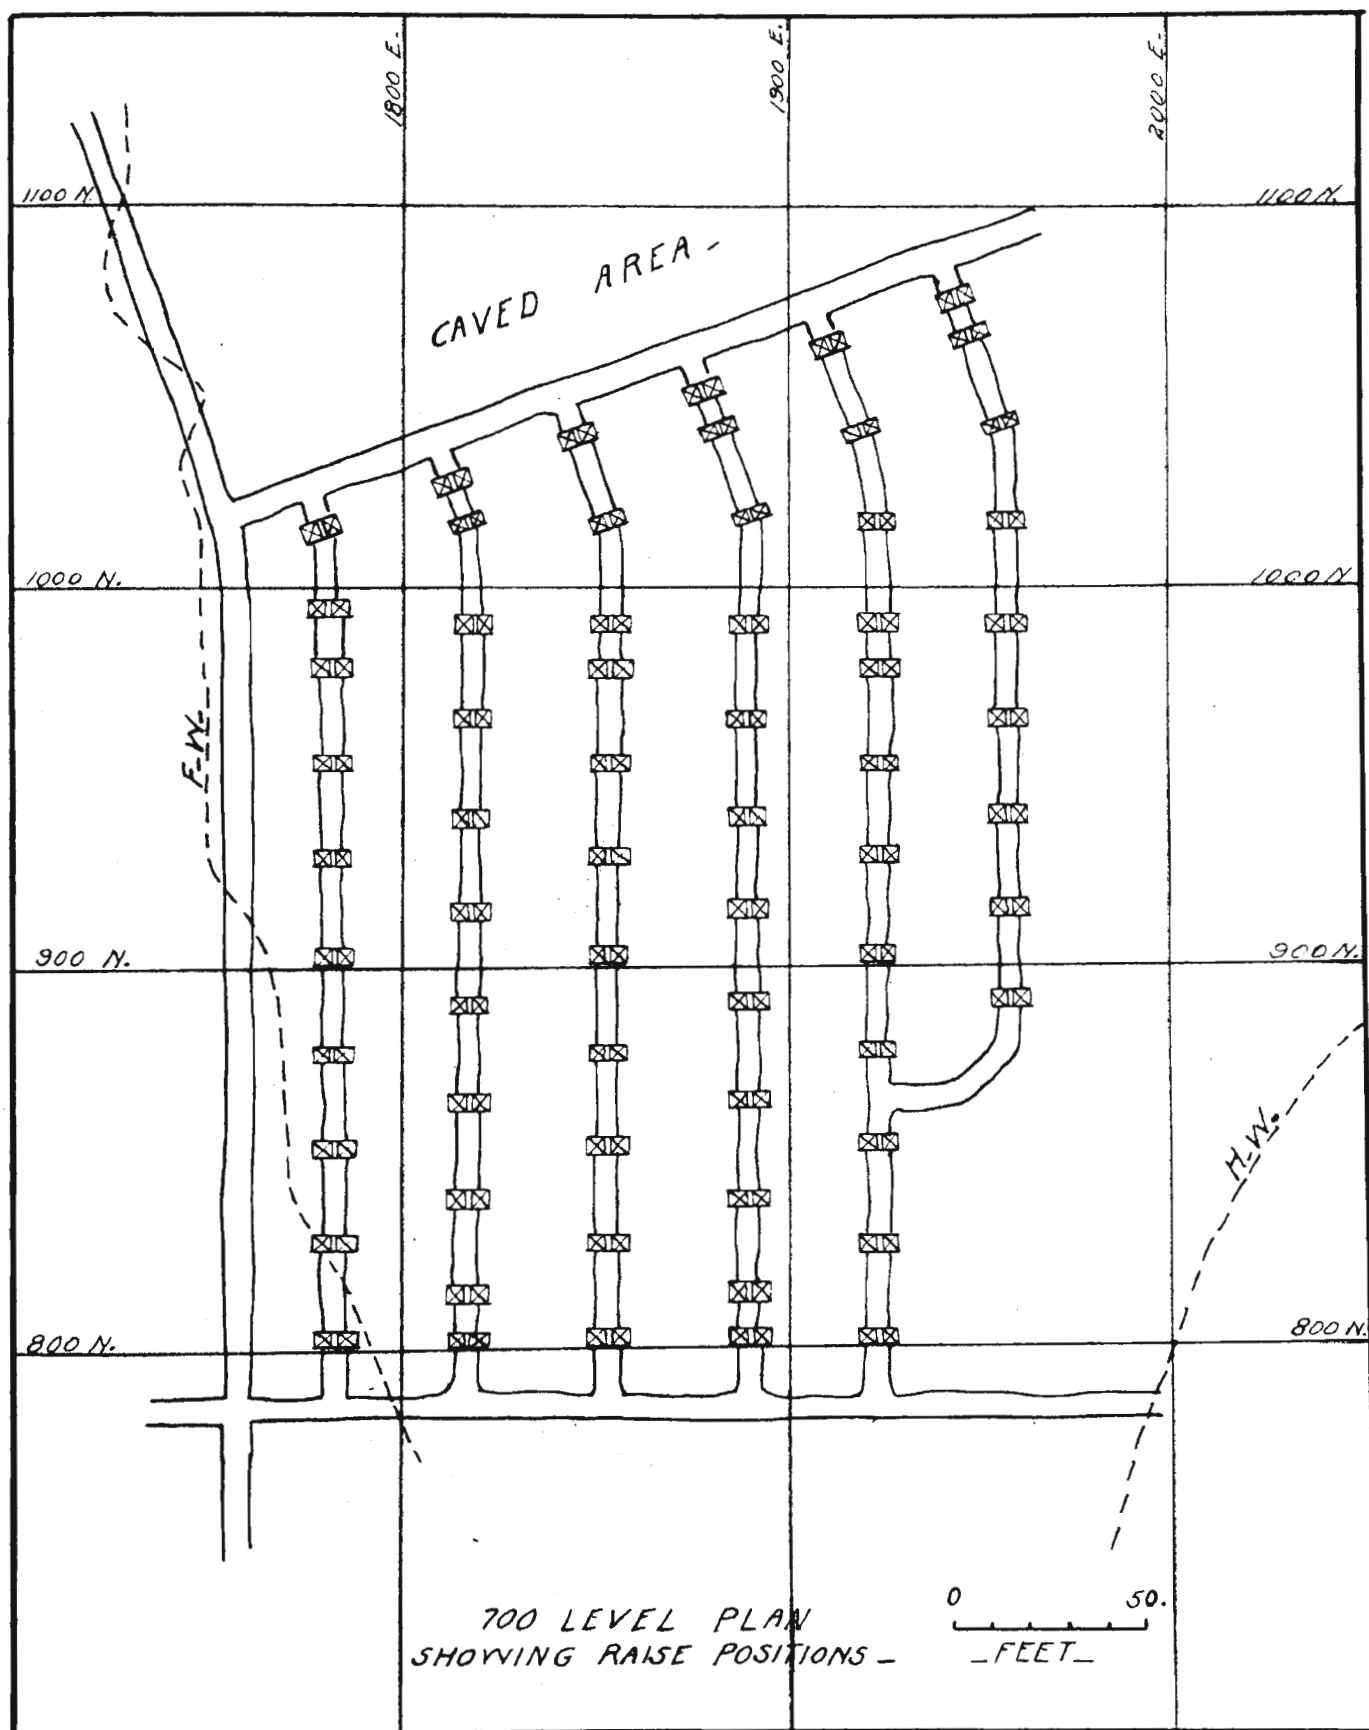 1800 E.
1900 E.
2000 E.
1100 N.
1100 N.
CAVED AREA -
1000 N.
1000 N
F.W.
900 N.
900 N.
H.W.
800 N.
800 N.
0 50.
700 LEVEL PLAN
SHOWING RAISE POSITIONS -
- FEET -